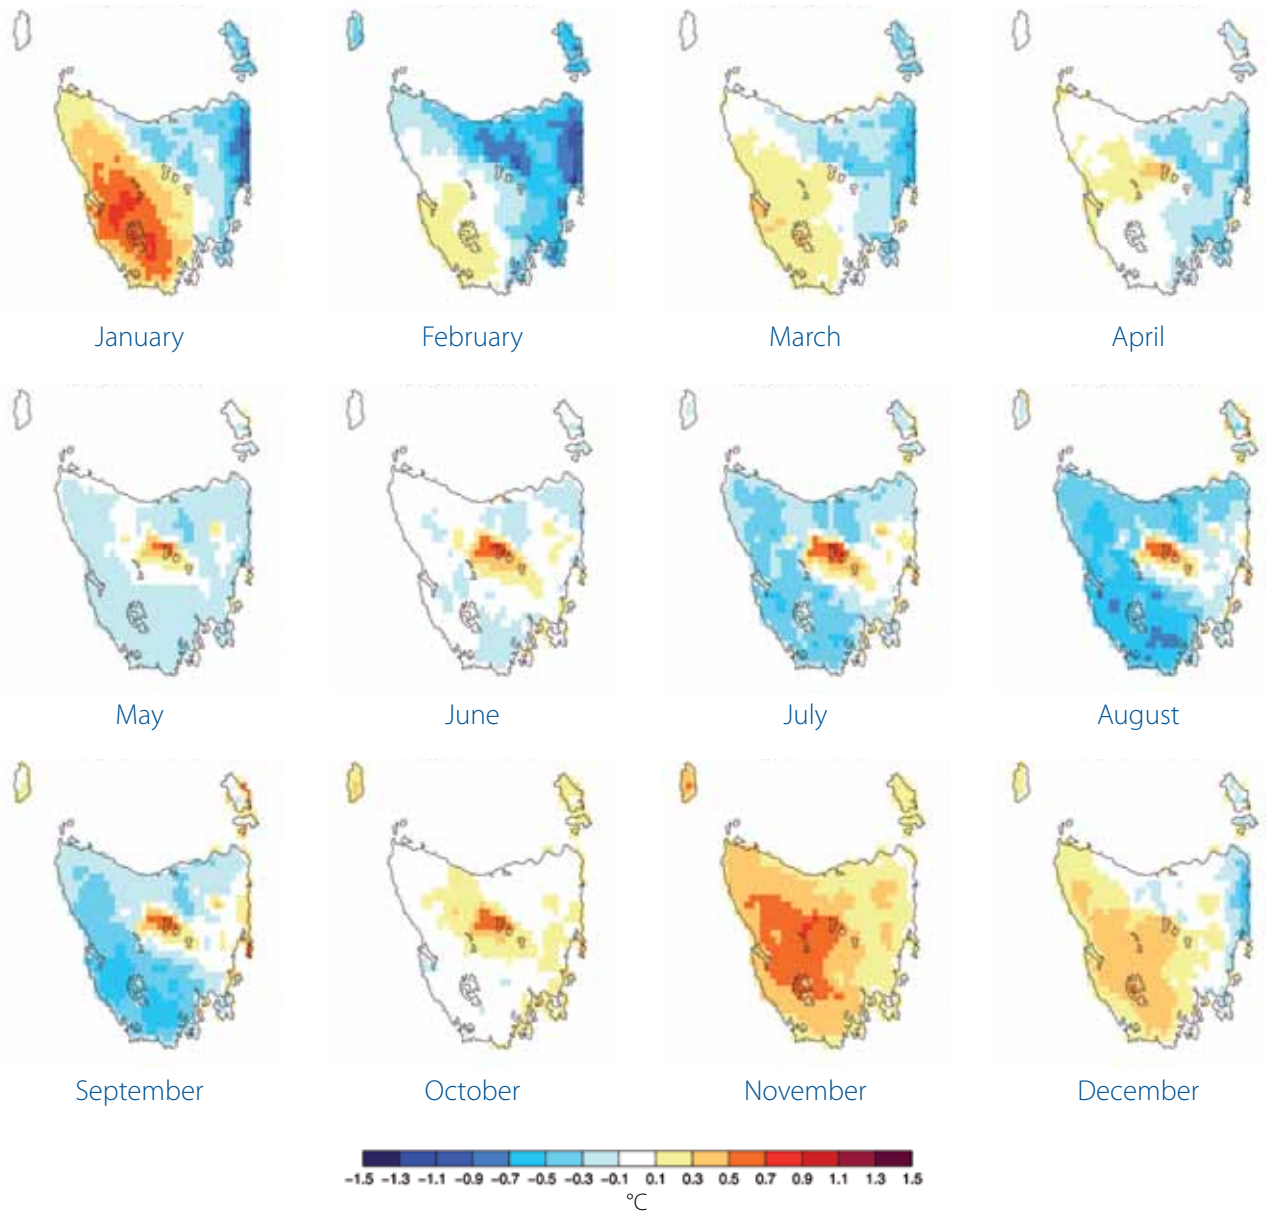 January February March April
May June July August
September October November December
−1.5 −1.3 −1.1 −0.9 −0.7 −0.5 −0.3 −0.1 0.1 0.3 0.5 0.7 0.9 1.1 1.3 1.5
°C